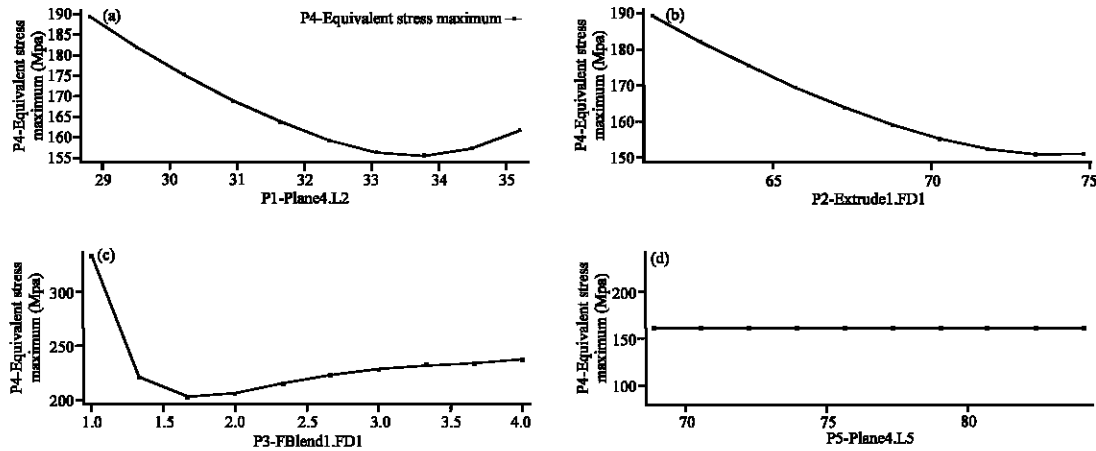 (a)
P4-Equivalent stress maximum
P4-Equivalent stress
maximum (Mpa)
190
185
180
175
170
165
160
155
29 30 31 32 33 34 35
P1-Plane4.L2
(b)
P4-Equivalent stress
maximum (Mpa)
190
180
170
160
150
65 70 75
P2-Extrude1.FD1
(c)
P4-Equivalent stress
maximum (Mpa)
300
250
200
1.0 1.5 2.0 2.5 3.0 3.5 4.0
P3-FBlend1.FD1
(d)
P4-Equivalent stress
maximum (Mpa)
200
150
100
70 75 80
P5-Plane4.L5